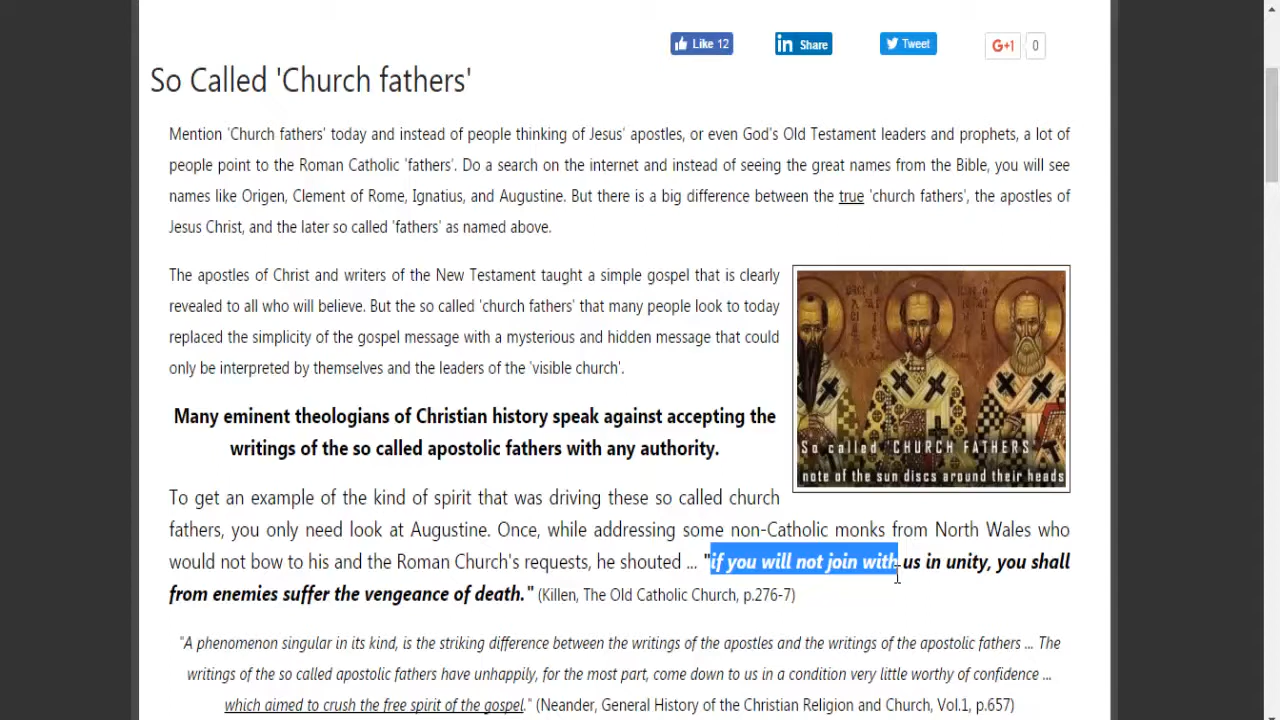 Like 12
in Share
Tweet
G+1 0
So Called 'Church fathers'
Mention 'Church fathers' today and instead of people thinking of Jesus' apostles, or even God's Old Testament leaders and prophets, a lot of
people point to the Roman Catholic 'fathers'. Do a search on the internet and instead of seeing the great names from the Bible, you will see
names like Origen, Clement of Rome, Ignatius, and Augustine. But there is a big difference between the true 'church fathers', the apostles of
Jesus Christ, and the later so called 'fathers' as named above.
The apostles of Christ and writers of the New Testament taught a simple gospel that is clearly
revealed to all who will believe. But the so called 'church fathers' that many people look to today
replaced the simplicity of the gospel message with a mysterious and hidden message that could
only be interpreted by themselves and the leaders of the 'visible church'.
So called 'CHURCH FATHERS'
note of the sun discs around their heads
Many eminent theologians of Christian history speak against accepting the
writings of the so called apostolic fathers with any authority.
To get an example of the kind of spirit that was driving these so called church
fathers, you only need look at Augustine. Once, while addressing some non-Catholic monks from North Wales who
would not bow to his and the Roman Church's requests, he shouted ... "if you will not join with us in unity, you shall
from enemies suffer the vengeance of death." (Killen, The Old Catholic Church, p.276-7)
"A phenomenon singular in its kind, is the striking difference between the writings of the apostles and the writings of the apostolic fathers ... The
writings of the so called apostolic fathers have unhappily, for the most part, come down to us in a condition very little worthy of confidence ...
which aimed to crush the free spirit of the gospel." (Neander, General History of the Christian Religion and Church, Vol.1, p.657)